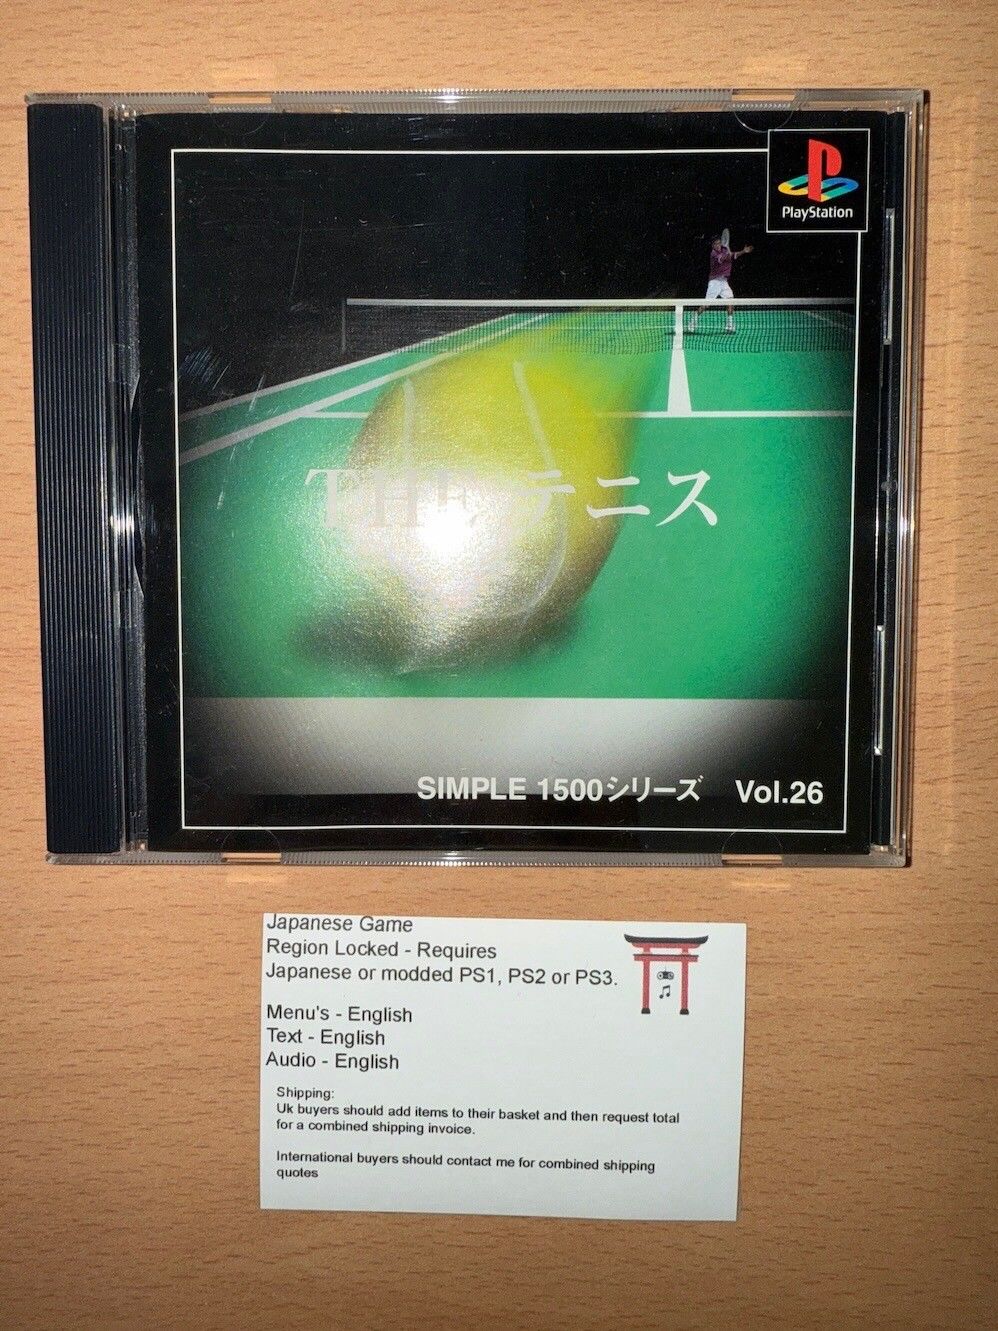 PlayStation
THE テニス
SIMPLE 1500シリーズ Vol.26
Japanese Game
Region Locked - Requires
Japanese or modded PS1, PS2 or PS3.
Menu's - English
Text - English
Audio - English
Shipping:
Uk buyers should add items to their basket and then request total
for a combined shipping invoice.
International buyers should contact me for combined shipping
quotes